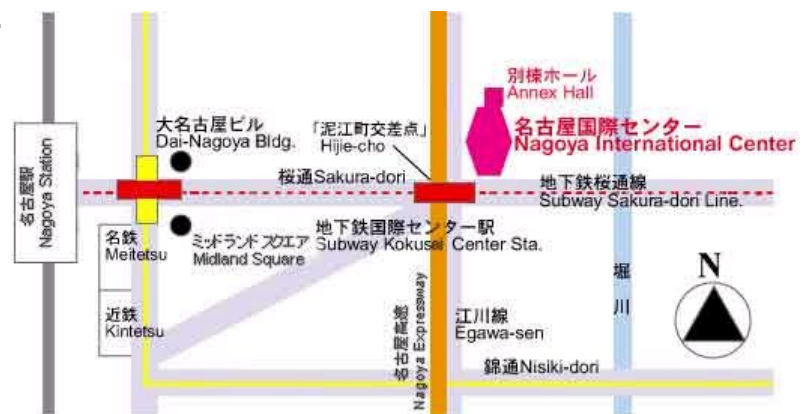 別棟ホール
Annex Hall
名古屋国際センター
Nagoya International Center
大名古屋ビル
Dai-Nagoya Bldg.
「泥江町交差点」
Hijie-cho
名古屋駅
Nagoya Station
桜通Sakura-dori
地下鉄桜通線
Subway Sakura-dori Line.
名鉄
Meitetsu
ミッドランド スクエア
Midland Square
地下鉄国際センター駅
Subway Kokusai Center Sta.
堀川
N
近鉄
Kintetsu
名古屋高速
Nagoya Expressway
江川線
Egawa-sen
錦通Nisiki-dori